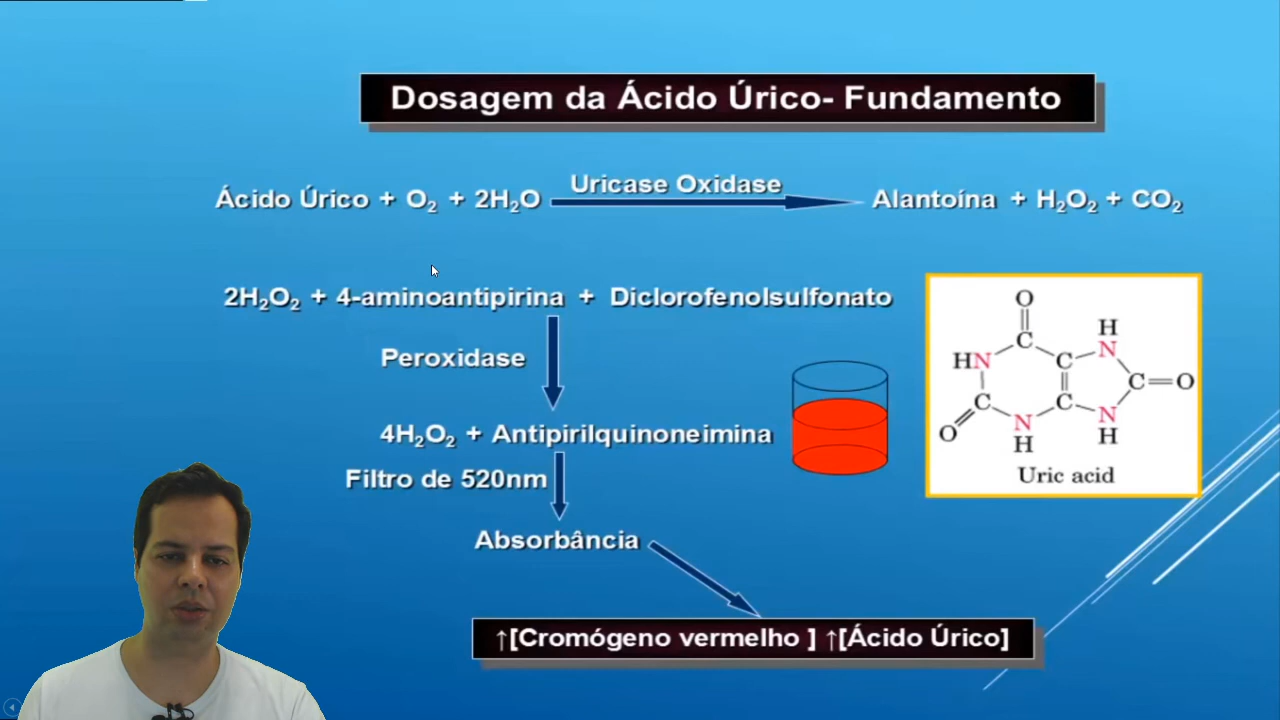 Dosagem da Ácido Úrico- Fundamento
Ácido Úrico + O₂ + 2H₂O Uricase Oxidase Alantoína + H₂O₂ + CO₂
2H₂O₂ + 4-aminoantipirina + Diclorofenolsulfonato
Peroxidase
4H₂O₂ + Antipirilquinoneimina
Filtro de 520nm
Absorbância
↑[Cromógeno vermelho ] ↑[Ácido Úrico]
O
H
C
N
HN
C
C
O
C
C
N
N
O
H
H
Uric acid